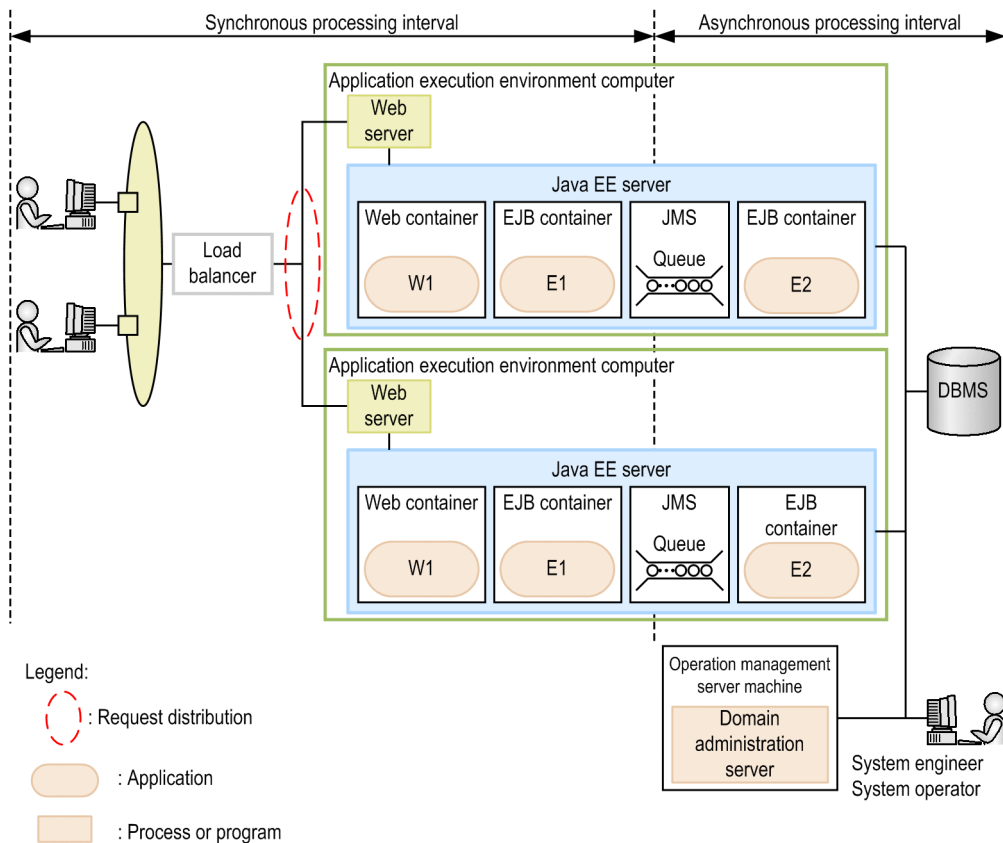 Synchronous processing interval
Asynchronous processing interval
Application execution environment computer
Web
server
Java EE server
Web container
EJB container
JMS
EJB container
Queue
W1
E1
E2
Load
balancer
Application execution environment computer
Web
server
Java EE server
Web container
EJB container
JMS
EJB
container
Queue
W1
E1
E2
DBMS
Operation management
server machine
Domain
administration
server
System engineer
System operator
Legend:
: Request distribution
: Application
: Process or program